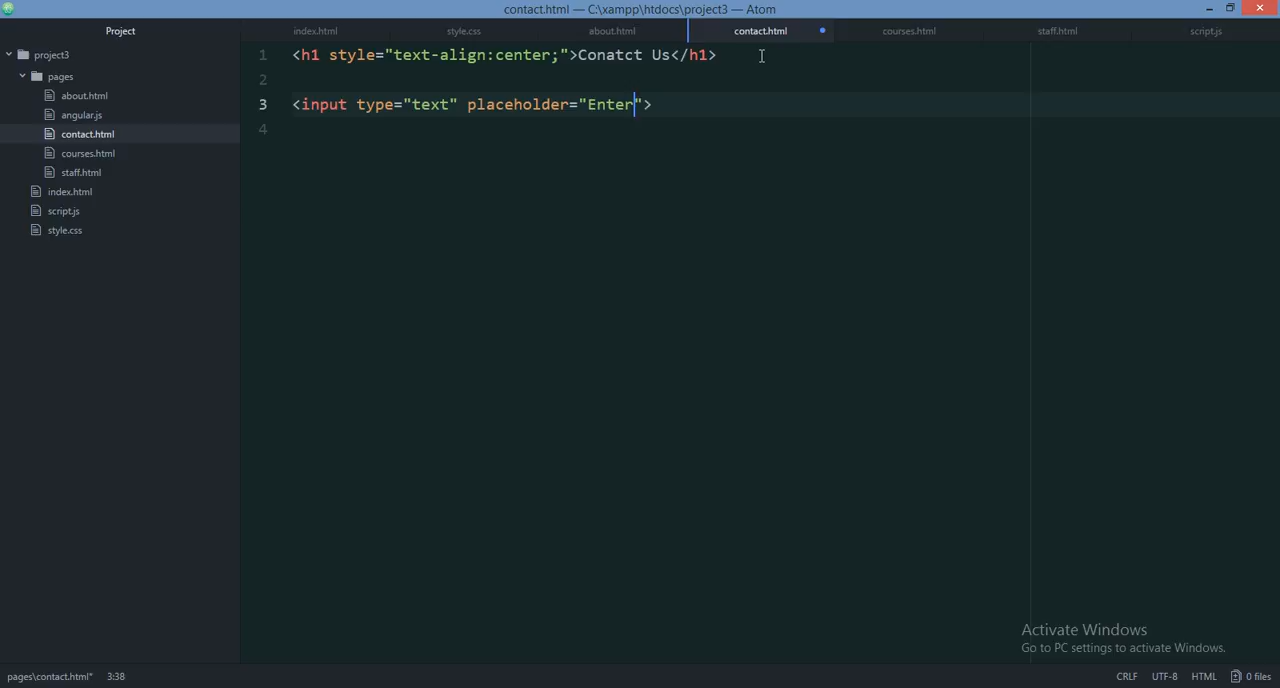 contact.html — C:\xampp\htdocs\project3 — Atom
Project
index.html
style.css
about.html
contact.html
courses.html
staff.html
script.js
project3
pages
about.html
angular.js
contact.html
courses.html
staff.html
index.html
script.js
style.css
1 <h1 style="text-align:center;">Conatct Us</h1>
2
3 <input type="text" placeholder="Enter">
4
Activate Windows
Go to PC settings to activate Windows.
pages\contact.html* 3:38
CRLF UTF-8 HTML 0 files